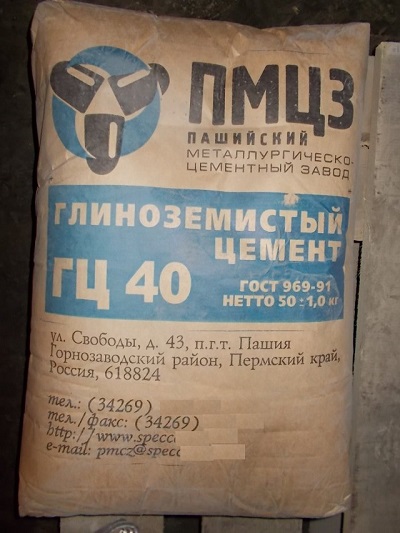 ПМЦЗ
ПАШИЙСКИЙ
МЕТАЛЛУРГИЧЕСКО-
ЦЕМЕНТНЫЙ ЗАВОД
ГЛИНОЗЕМИСТЫЙ
ЦЕМЕНТ
ГЦ 40
ГОСТ 969-91
НЕТТО 50 ± 1,0 кг
ул. Свободы, д. 43, п.г.т. Пашия
Горнозаводский район, Пермский край,
Россия, 618824
тел.: (34269)
тел./факс: (34269)
http://www.specc
e-mail: pmcz@specc